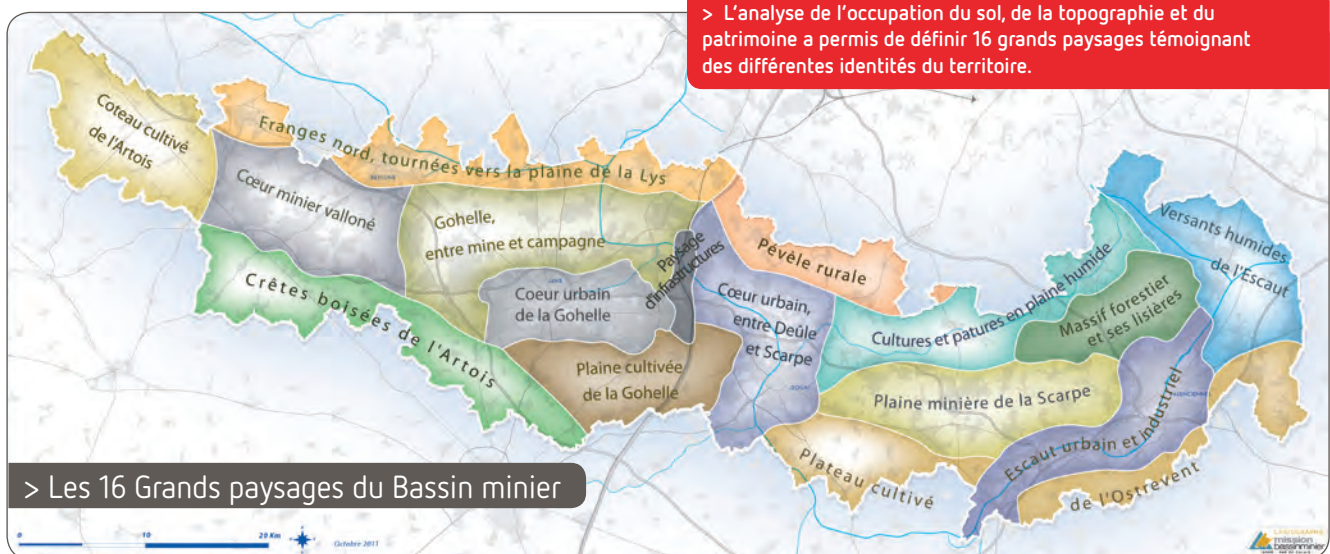 > L'analyse de l'occupation du sol, de la topographie et du
patrimoine a permis de définir 16 grands paysages témoignant
des différentes identités du territoire.
Coteau cultivé
de l'Artois
Franges nord, tournées vers la plaine de la Lys
BETHUNE
Cœur minier valloné
Gohelle,
entre mine et campagne
Paysage
d'infrastructures
Pévèle rurale
Versants humides
de l'Escaut
Crêtes boisées de l'Artois
LENS
Coeur urbain
de la Gohelle
Cœur urbain,
entre Deûle
et Scarpe
Cultures et patures en plaine humide
Massif forestier
et ses lisières
Plaine cultivée
de la Gohelle
DOUAI
Plaine minière de la Scarpe
VALENCIENNES
Escaut urbain et industriel
Plateau cultivé
de l'Ostrevent
> Les 16 Grands paysages du Bassin minier
0 10 20 Km
Octobre 2011
CARTOGRAPHIE
mission
bassinminier